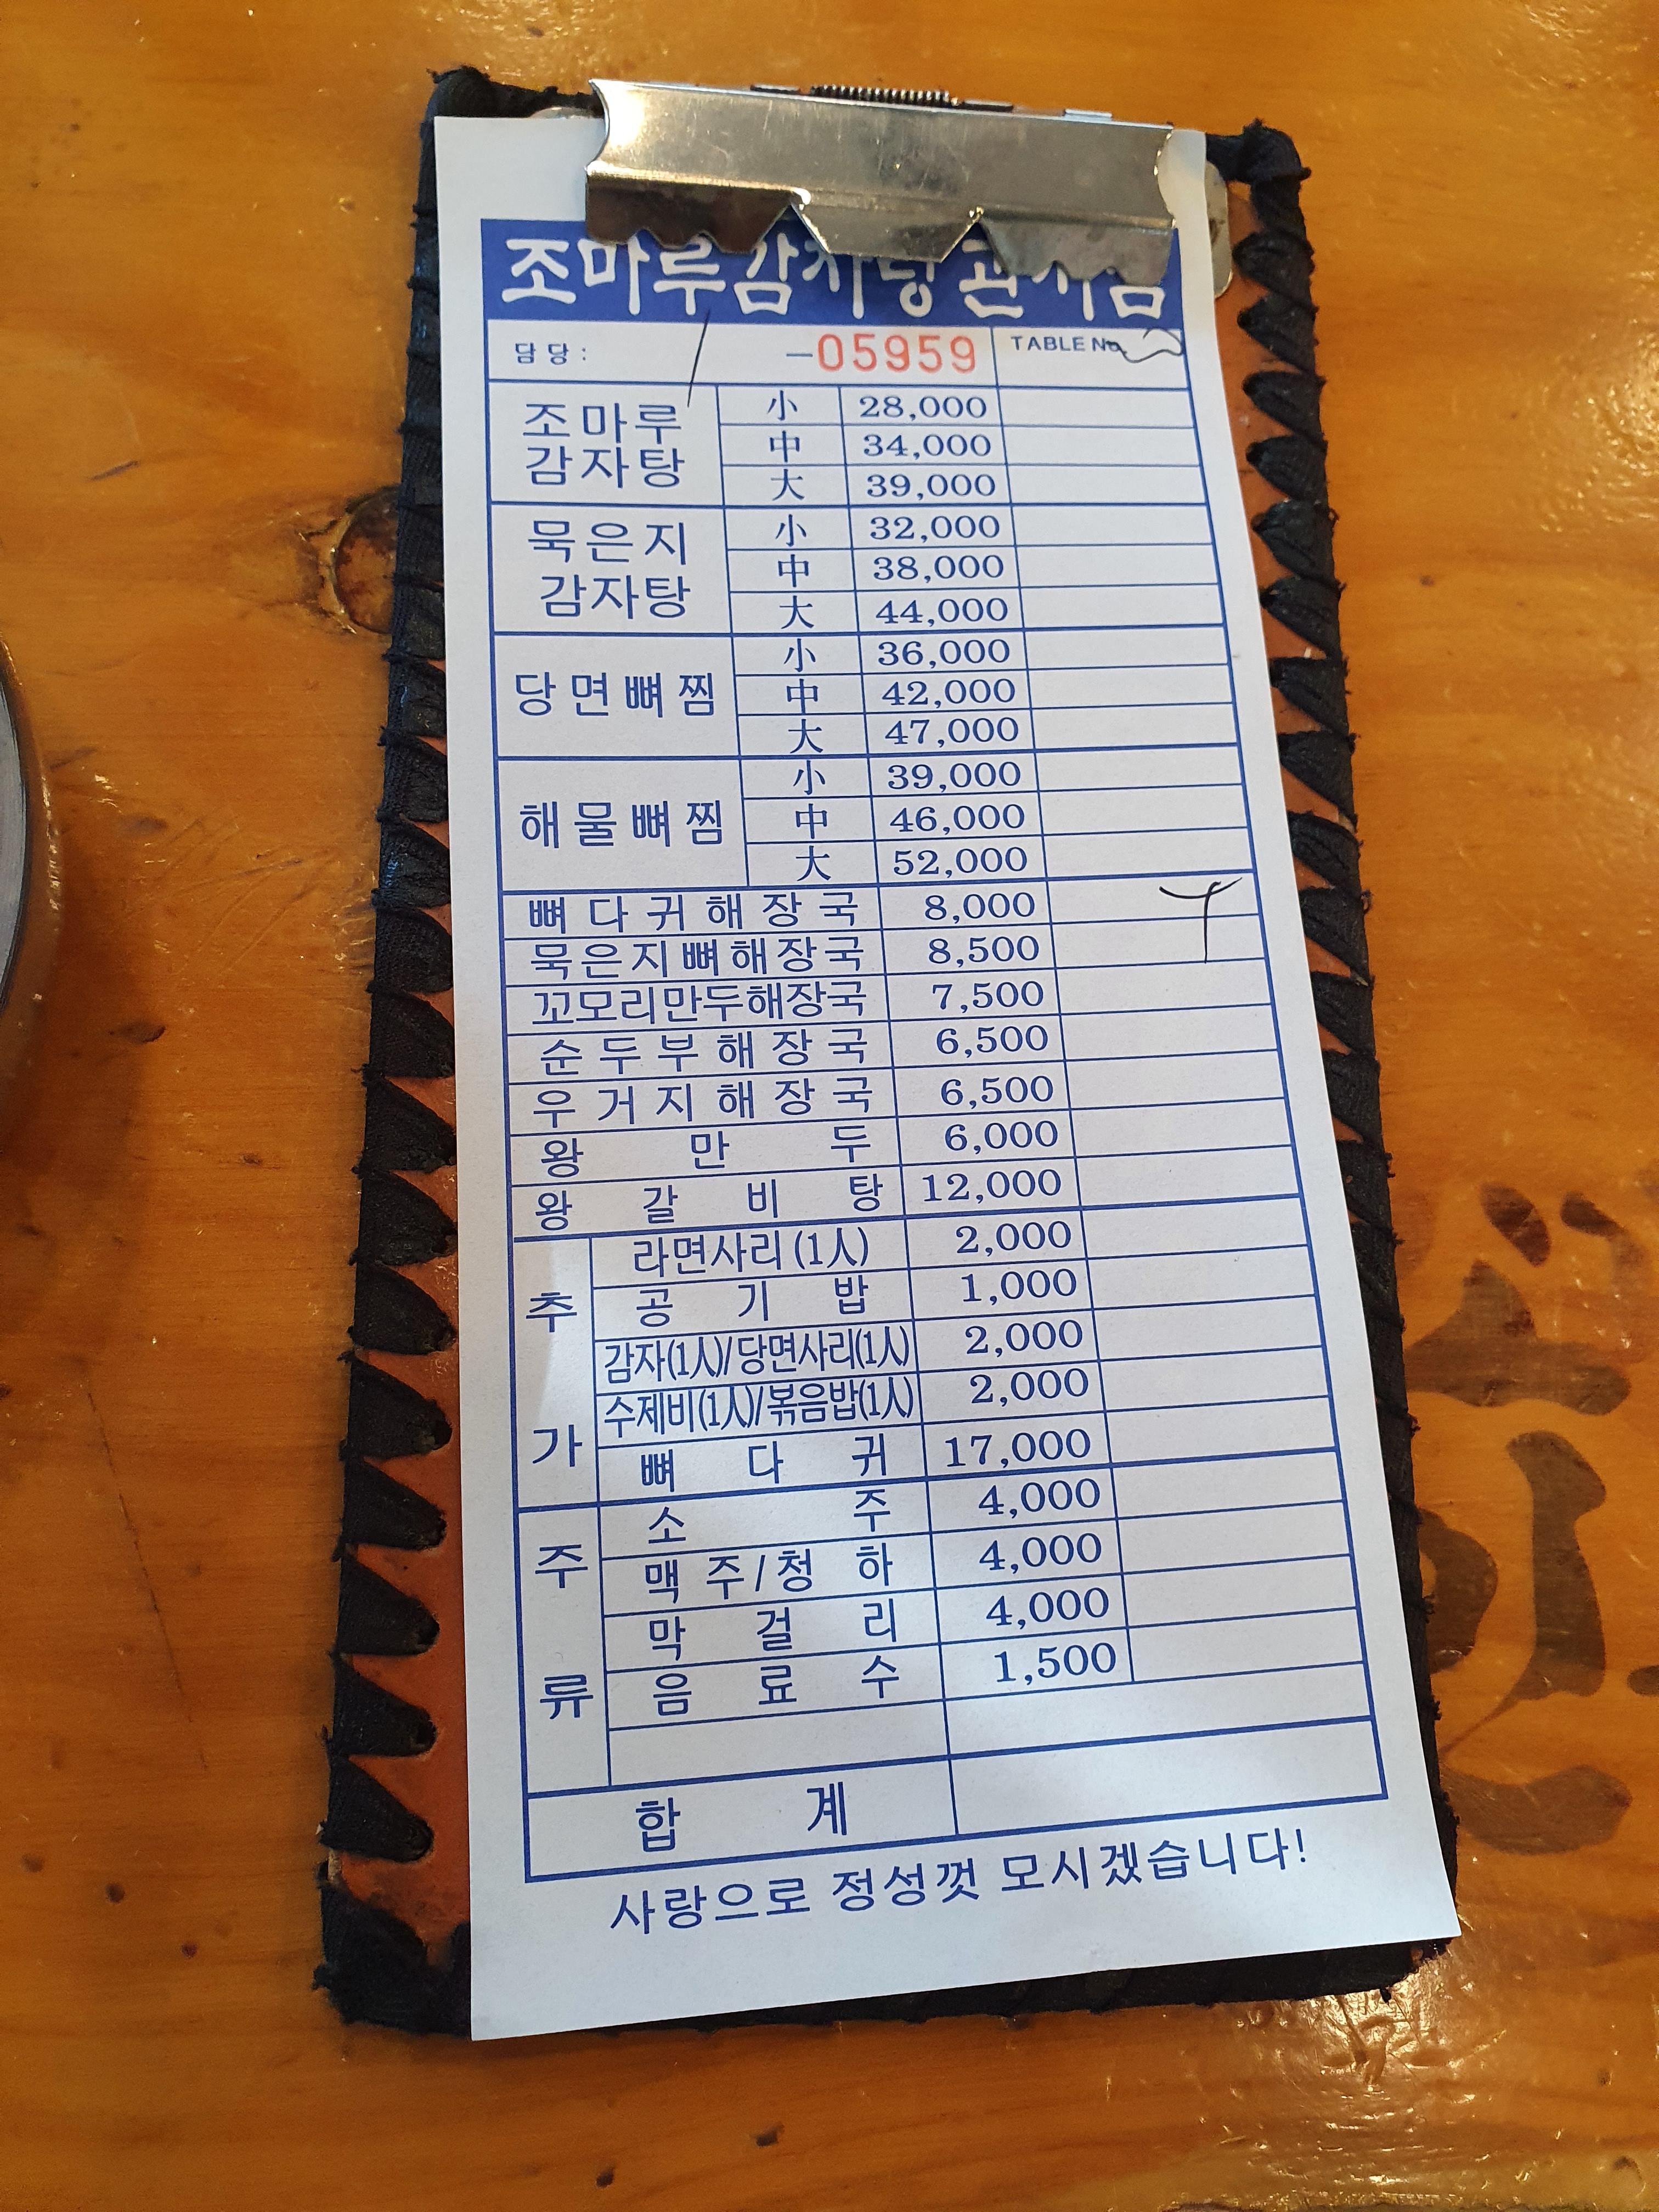 조마루감자탕
담당: -05959 TABLE No.
조마루 감자탕 小 28,000
中 34,000
大 39,000
묵은지 감자탕 小 32,000
中 38,000
大 44,000
당면뼈찜 小 36,000
中 42,000
大 47,000
해물뼈찜 小 39,000
中 46,000
大 52,000
뼈다귀해장국 8,000
묵은지뼈해장국 8,500
꼬모리만두해장국 7,500
순두부해장국 6,500
우거지해장국 6,500
왕만두 6,000
왕갈비탕 12,000
추가 라면사리(1人) 2,000
공기밥 1,000
감자(1人)/당면사리(1人) 2,000
수제비(1人)/볶음밥(1人) 2,000
뼈다귀 17,000
주류 소주 4,000
맥주/청하 4,000
막걸리 4,000
음료수 1,500
합계
사랑으로 정성껏 모시겠습니다!